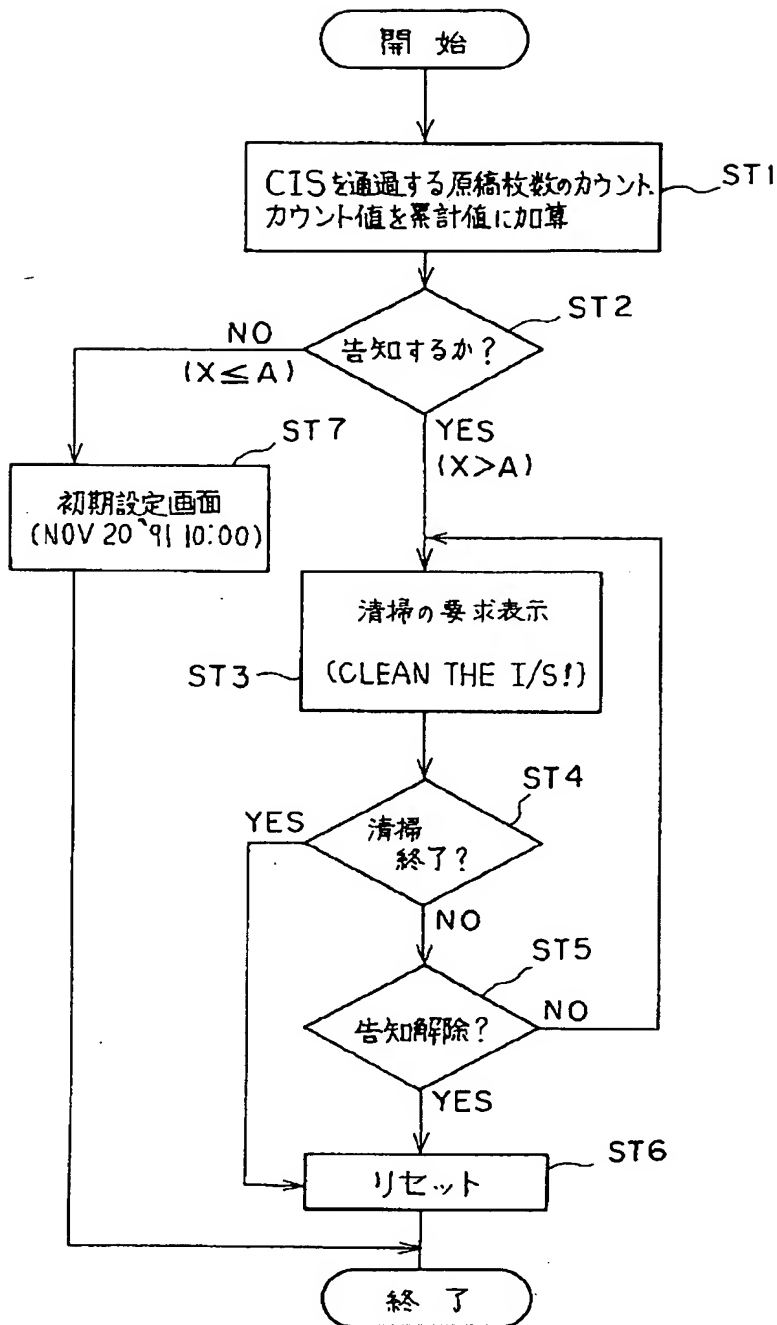 開始
CISを通過する原稿枚数のカウント、
カウント値を累計値に加算
ST1
告知するか?
ST2
NO
(X≦A)
YES
(X>A)
ST7
初期設定画面
(NOV 20 '91 10:00)
清掃の要求表示
(CLEAN THE I/S!)
ST3
清掃
終了?
ST4
YES
NO
告知解除?
ST5
NO
YES
リセット
ST6
終了